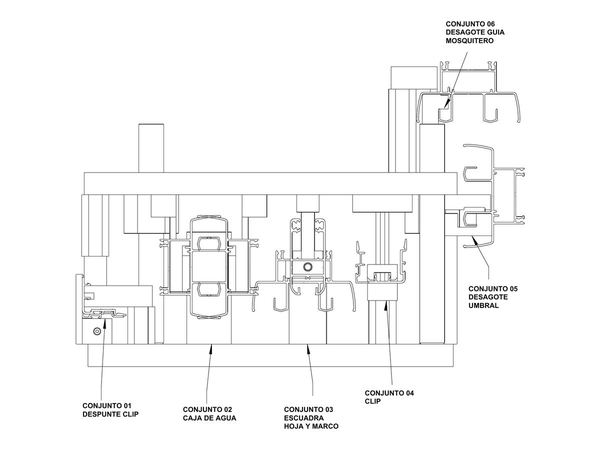 CONJUNTO 06
DESAGOTE GUIA
MOSQUITERO
CONJUNTO 05
DESAGOTE
UMBRAL
CONJUNTO 01
DESPUNTE CLIP
CONJUNTO 02
CAJA DE AGUA
CONJUNTO 03
ESCUADRA
HOJA Y MARCO
CONJUNTO 04
CLIP